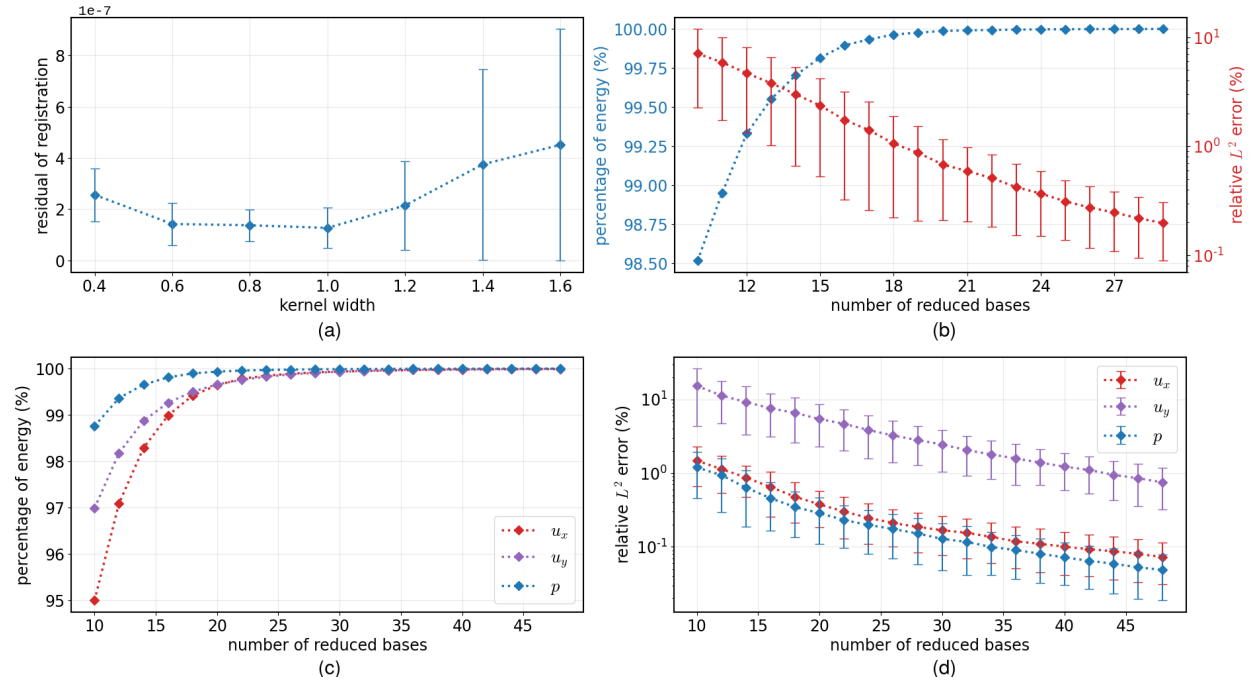 1e-7
residual of registration
8
6
4
2
0
0.4 0.6 0.8 1.0 1.2 1.4 1.6
kernel width
(a)
percentage of energy (%)
100.00
99.75
99.50
99.25
99.00
98.75
98.50
12 15 18 21 24 27
number of reduced bases
10^1
10^0
10^{-1}
relative L^2 error (%)
(b)
percentage of energy (%)
100
99
98
97
96
95
10 15 20 25 30 35 40 45
number of reduced bases
u_x
u_y
p
(c)
relative L^2 error (%)
10^1
10^0
10^{-1}
10 15 20 25 30 35 40 45
number of reduced bases
u_x
u_y
p
(d)